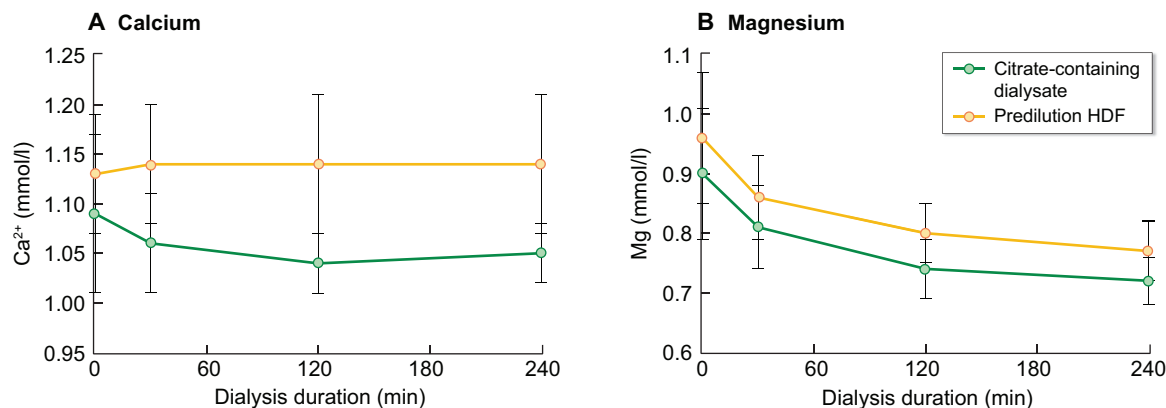 A Calcium
Ca²⁺ (mmol/l)
1.25
1.20
1.15
1.10
1.05
1.00
0.95
0
60
120
180
240
Dialysis duration (min)
B Magnesium
Mg (mmol/l)
1.1
1.0
0.9
0.8
0.7
0.6
0
60
120
180
240
Dialysis duration (min)
Citrate-containing
dialysate
Predilution HDF